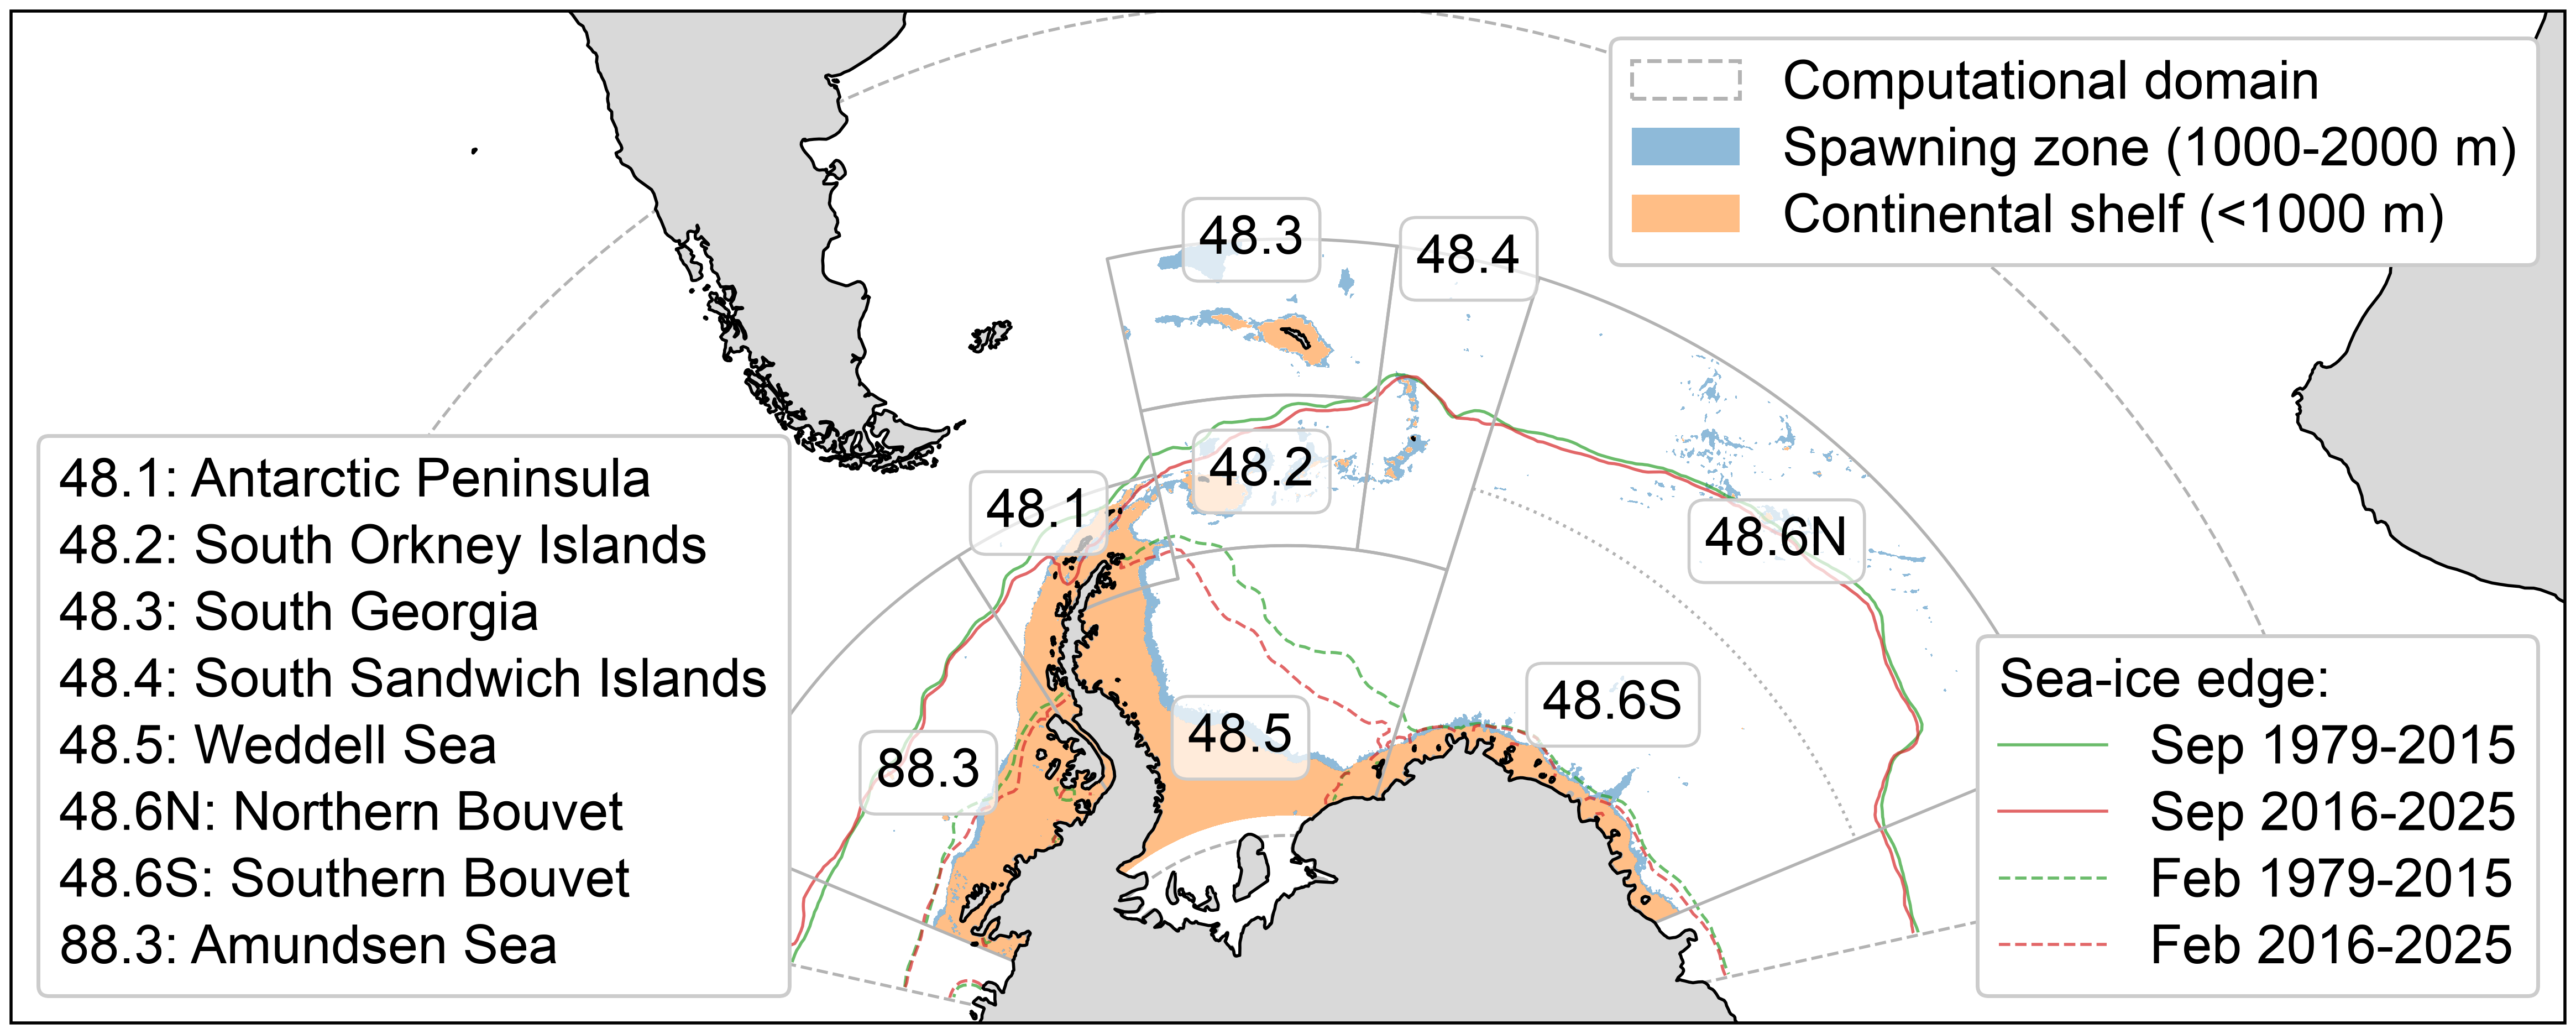 Computational domain
Spawning zone (1000-2000 m)
Continental shelf (<1000 m)
48.3
48.4
48.2
48.1
48.6N
48.6S
48.5
88.3
48.1: Antarctic Peninsula
48.2: South Orkney Islands
48.3: South Georgia
48.4: South Sandwich Islands
48.5: Weddell Sea
48.6N: Northern Bouvet
48.6S: Southern Bouvet
88.3: Amundsen Sea
Sea-ice edge:
Sep 1979-2015
Sep 2016-2025
Feb 1979-2015
Feb 2016-2025